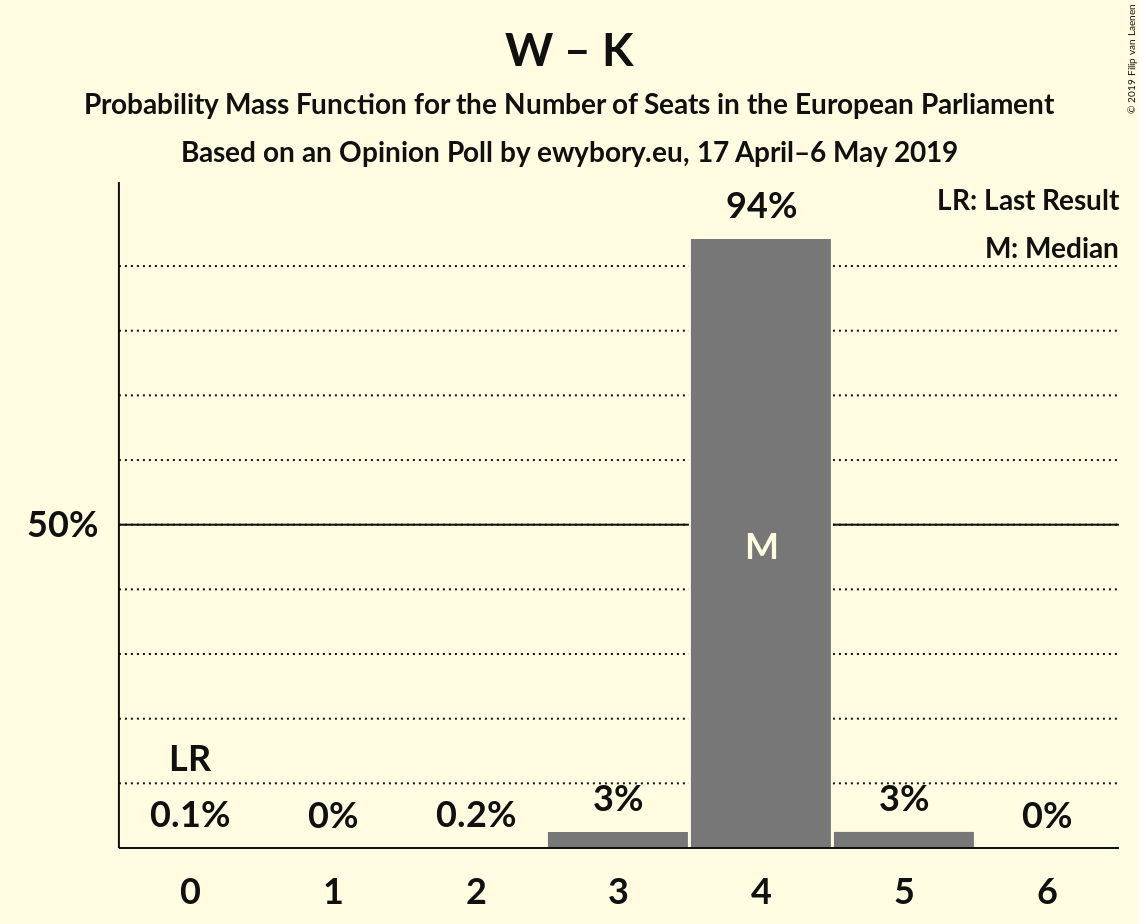 W – K
Probability Mass Function for the Number of Seats in the European Parliament
Based on an Opinion Poll by ewybory.eu, 17 April–6 May 2019
© 2019 Filip van Laenen
LR: Last Result
M: Median
94%
50%
M
LR
0.1%
0%
0.2%
3%
3%
0%
0
1
2
3
4
5
6